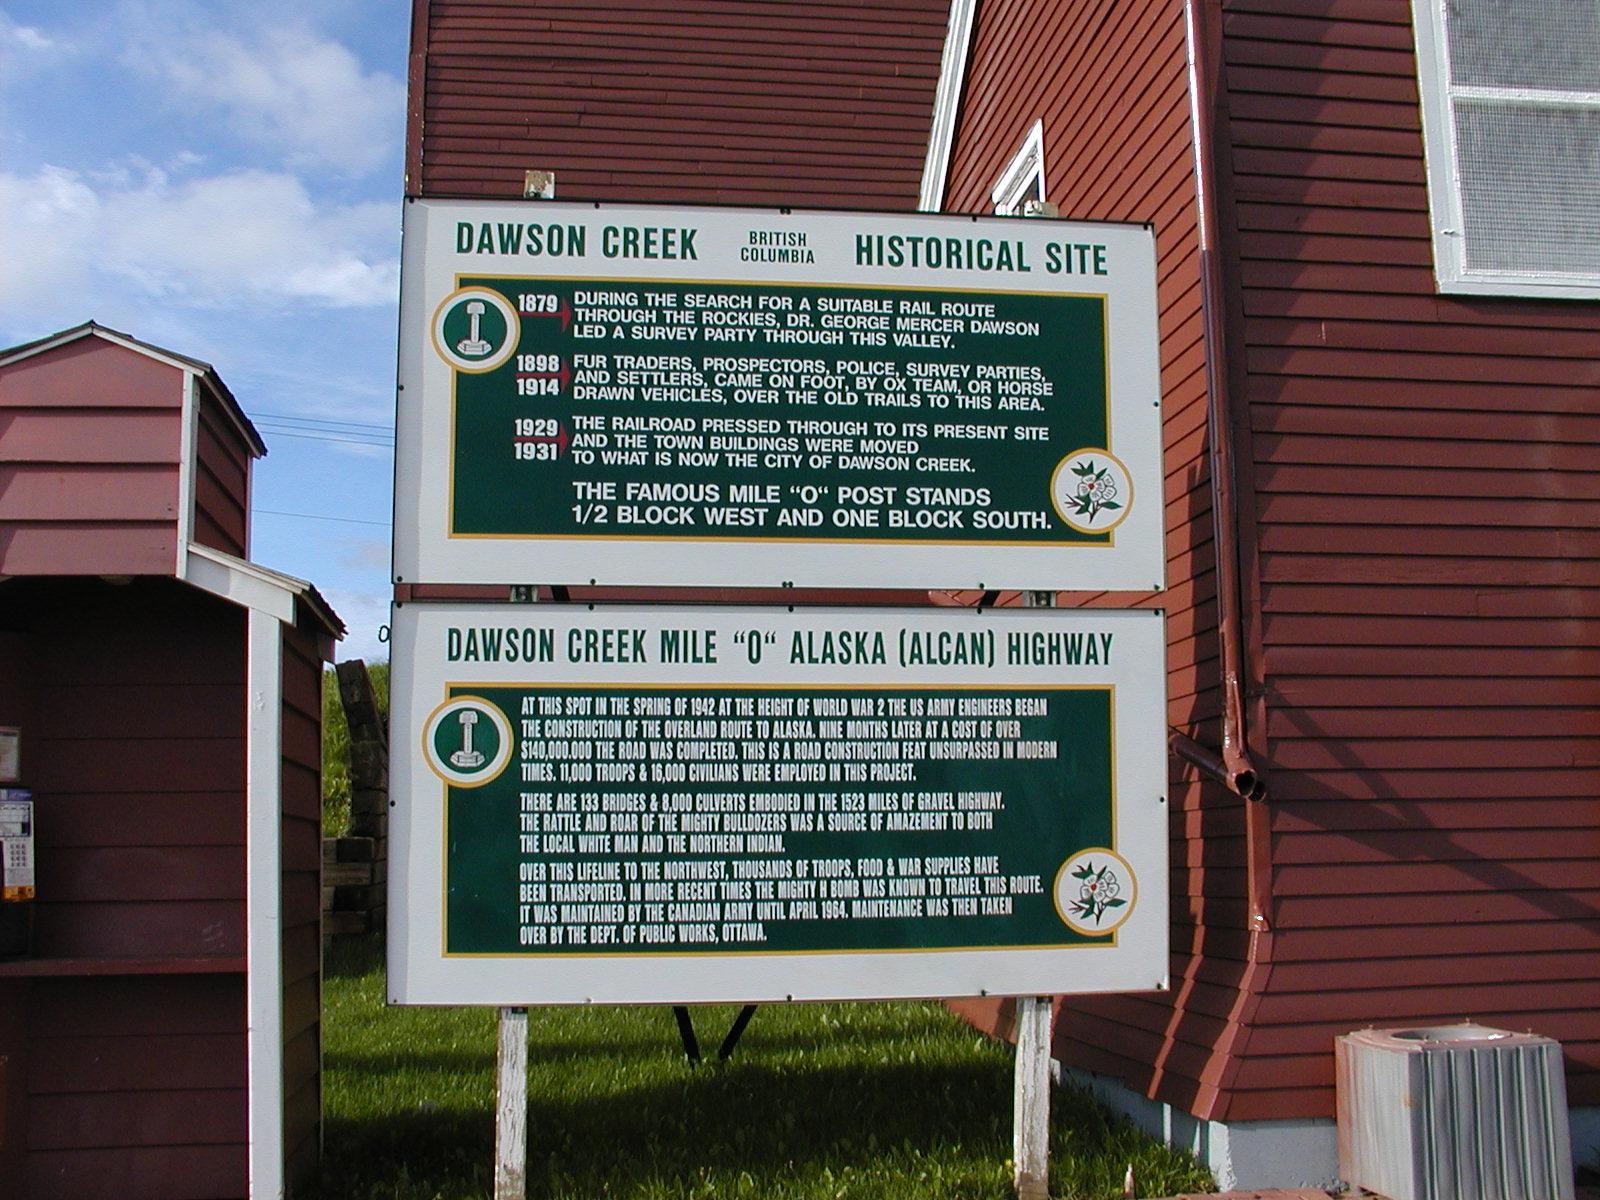 DAWSON CREEK BRITISH COLUMBIA HISTORICAL SITE
1879 DURING THE SEARCH FOR A SUITABLE RAIL ROUTE
THROUGH THE ROCKIES, DR. GEORGE MERCER DAWSON
LED A SURVEY PARTY THROUGH THIS VALLEY.
1898 FUR TRADERS, PROSPECTORS, POLICE, SURVEY PARTIES,
AND SETTLERS, CAME ON FOOT, BY OX TEAM, OR HORSE
1914 DRAWN VEHICLES, OVER THE OLD TRAILS TO THIS AREA.
1929 THE RAILROAD PRESSED THROUGH TO ITS PRESENT SITE
AND THE TOWN BUILDINGS WERE MOVED
1931 TO WHAT IS NOW THE CITY OF DAWSON CREEK.
THE FAMOUS MILE “O“ POST STANDS
1/2 BLOCK WEST AND ONE BLOCK SOUTH.
DAWSON CREEK MILE “O“ ALASKA (ALCAN) HIGHWAY
AT THIS SPOT IN THE SPRING OF 1942 AT THE HEIGHT OF WORLD WAR 2 THE US ARMY ENGINEERS BEGAN
THE CONSTRUCTION OF THE OVERLAND ROUTE TO ALASKA. NINE MONTHS LATER AT A COST OF OVER
$140,000.000 THE ROAD WAS COMPLETED. THIS IS A ROAD CONSTRUCTION FEAT UNSURPASSED IN MODERN
TIMES. 11,000 TROOPS & 16,000 CIVILIANS WERE EMPLOYED IN THIS PROJECT.
THERE ARE 133 BRIDGES & 8,000 CULVERTS EMBODIED IN THE 1523 MILES OF GRAVEL HIGHWAY.
THE RATTLE AND ROAR OF THE MIGHTY BULLDOZERS WAS A SOURCE OF AMAZEMENT TO BOTH
THE LOCAL WHITE MAN AND THE NORTHERN INDIAN.
OVER THIS LIFELINE TO THE NORTHWEST, THOUSANDS OF TROOPS, FOOD & WAR SUPPLIES HAVE
BEEN TRANSPORTED. IN MORE RECENT TIMES THE MIGHTY H BOMB WAS KNOWN TO TRAVEL THIS ROUTE.
IT WAS MAINTAINED BY THE CANADIAN ARMY UNTIL APRIL 1964. MAINTENANCE WAS THEN TAKEN
OVER BY THE DEPT. OF PUBLIC WORKS, OTTAWA.